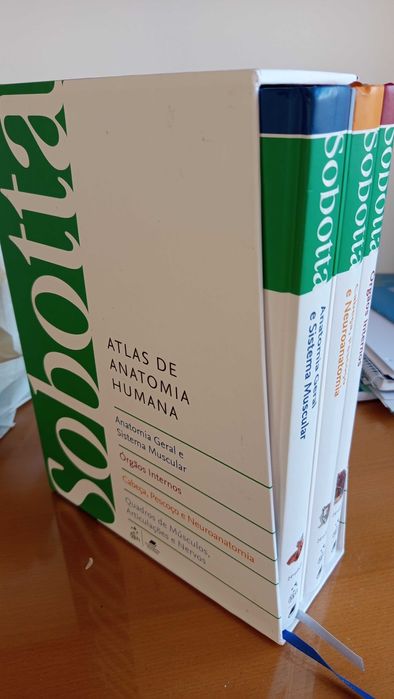 Sobotta
ATLAS DE
ANATOMIA
HUMANA
Anatomia Geral e
Sistema Muscular
Órgãos Internos
Cabeça, Pescoço e Neuroanatomia
Quadros de Músculos,
Articulações e Nervos
Sobotta
Anatomia Geral
e Sistema Muscular
Sobotta
e Neuroanatomia
Sobotta
Órgãos Internos